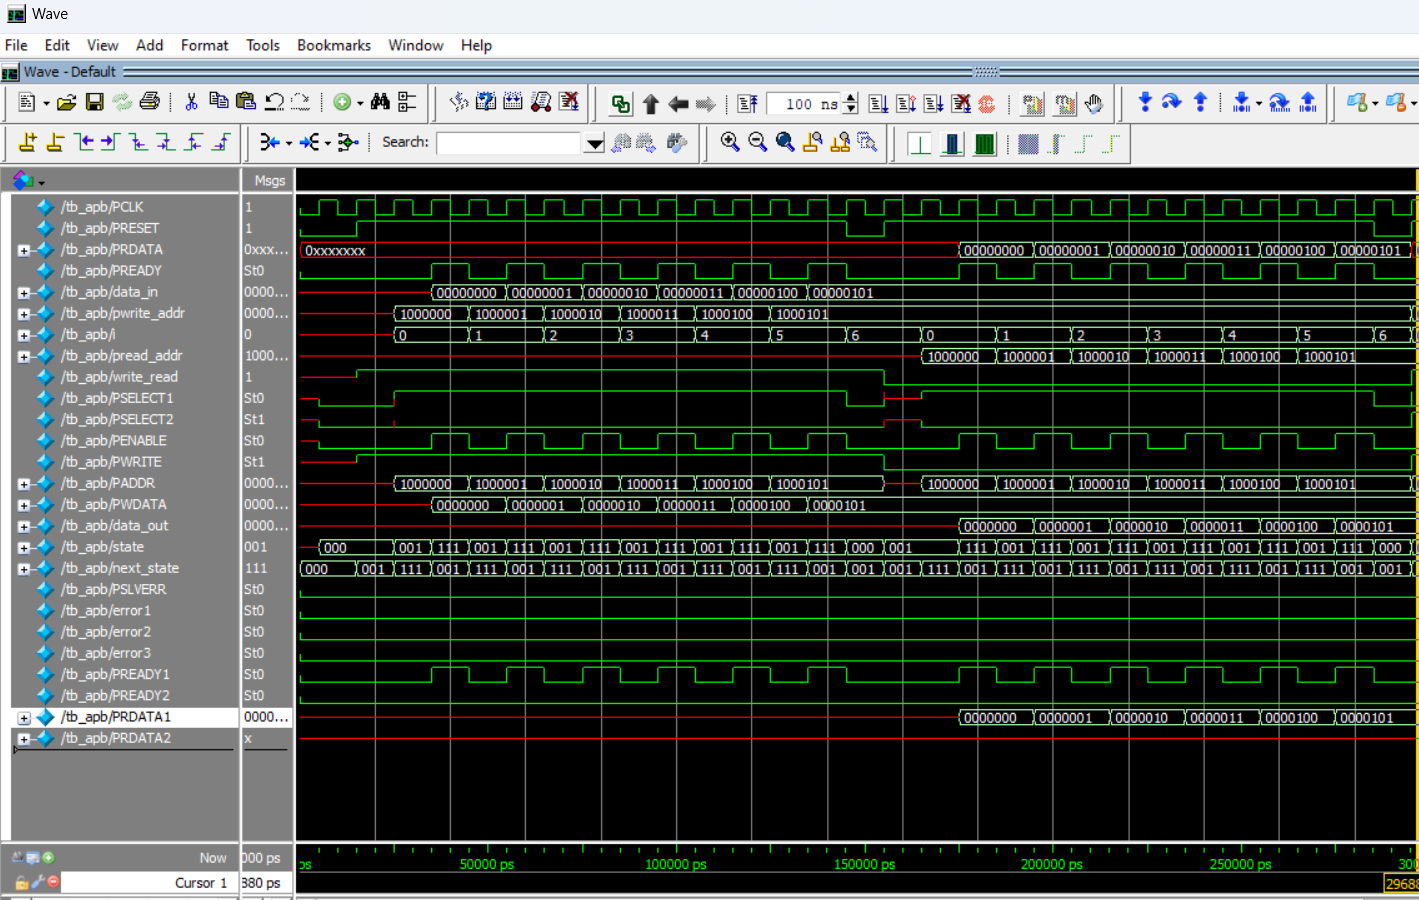 Wave
File Edit View Add Format Tools Bookmarks Window Help
Wave - Default
100 ns
Search:
Msgs
/tb_apb/PCLK 1
/tb_apb/PRESET 1
/tb_apb/PRDATA 0xxx... 0xxxxxxx 00000000 00000001 00000010 00000011 00000100 00000101
/tb_apb/PREADY St0
/tb_apb/data_in 0000... 00000000 00000001 00000010 00000011 00000100 00000101
/tb_apb/pwrite_addr 0000... 1000000 1000001 1000010 1000011 1000100 1000101
/tb_apb/i 0 0 1 2 3 4 5 6 0 1 2 3 4 5 6
/tb_apb/pread_addr 1000... 1000000 1000001 1000010 1000011 1000100 1000101
/tb_apb/write_read 1
/tb_apb/PSELECT1 St0
/tb_apb/PSELECT2 St1
/tb_apb/PENABLE St0
/tb_apb/PWRITE St1
/tb_apb/PADDR 0000... 1000000 1000001 1000010 1000011 1000100 1000101 1000000 1000001 1000010 1000011 1000100 1000101
/tb_apb/PWDATA 0000... 0000000 0000001 0000010 0000011 0000100 0000101
/tb_apb/data_out 0000... 0000000 0000001 0000010 0000011 0000100 0000101
/tb_apb/state 001 000 001 111 001 111 001 111 001 111 001 111 001 111 000 001 111 001 111 001 111 001 111 001 111 001 111 000
/tb_apb/next_state 111 000 001 111 001 111 001 111 001 111 001 111 001 111 001 001 001 111 001 111 001 111 001 111 001 111 001 111 001 001
/tb_apb/PSLVERR St0
/tb_apb/error1 St0
/tb_apb/error2 St0
/tb_apb/error3 St0
/tb_apb/PREADY1 St0
/tb_apb/PREADY2 St0
/tb_apb/PRDATA1 0000... 0000000 0000001 0000010 0000011 0000100 0000101
/tb_apb/PRDATA2 x
Now 000 ps ps 50000 ps 100000 ps 150000 ps 200000 ps 250000 ps 300
Cursor 1 880 ps 29688